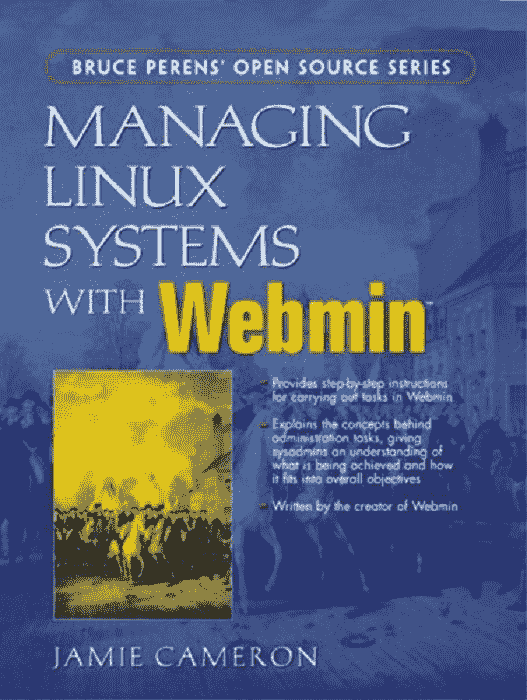 BRUCE PERENS' OPEN SOURCE SERIES
MANAGING
LINUX
SYSTEMS
WITH Webmin™
Provides step-by-step instructions
for carrying out tasks in Webmin
Explains the concepts behind
administration tasks, giving
sysadmins an understanding of
what is being achieved and how
it fits into overall objectives
Written by the creator of Webmin
JAMIE CAMERON